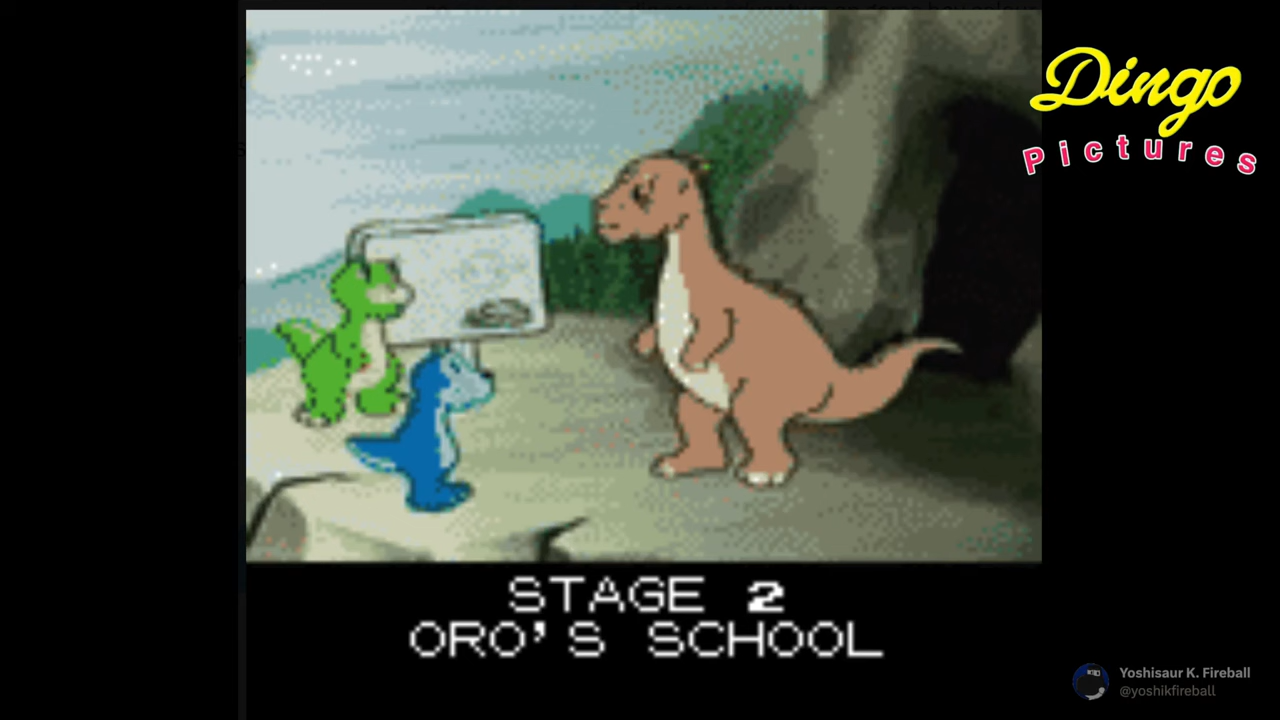 Dingo
Pictures
STAGE 2
ORO'S SCHOOL
Yoshisaur K. Fireball
@yoshikfireball